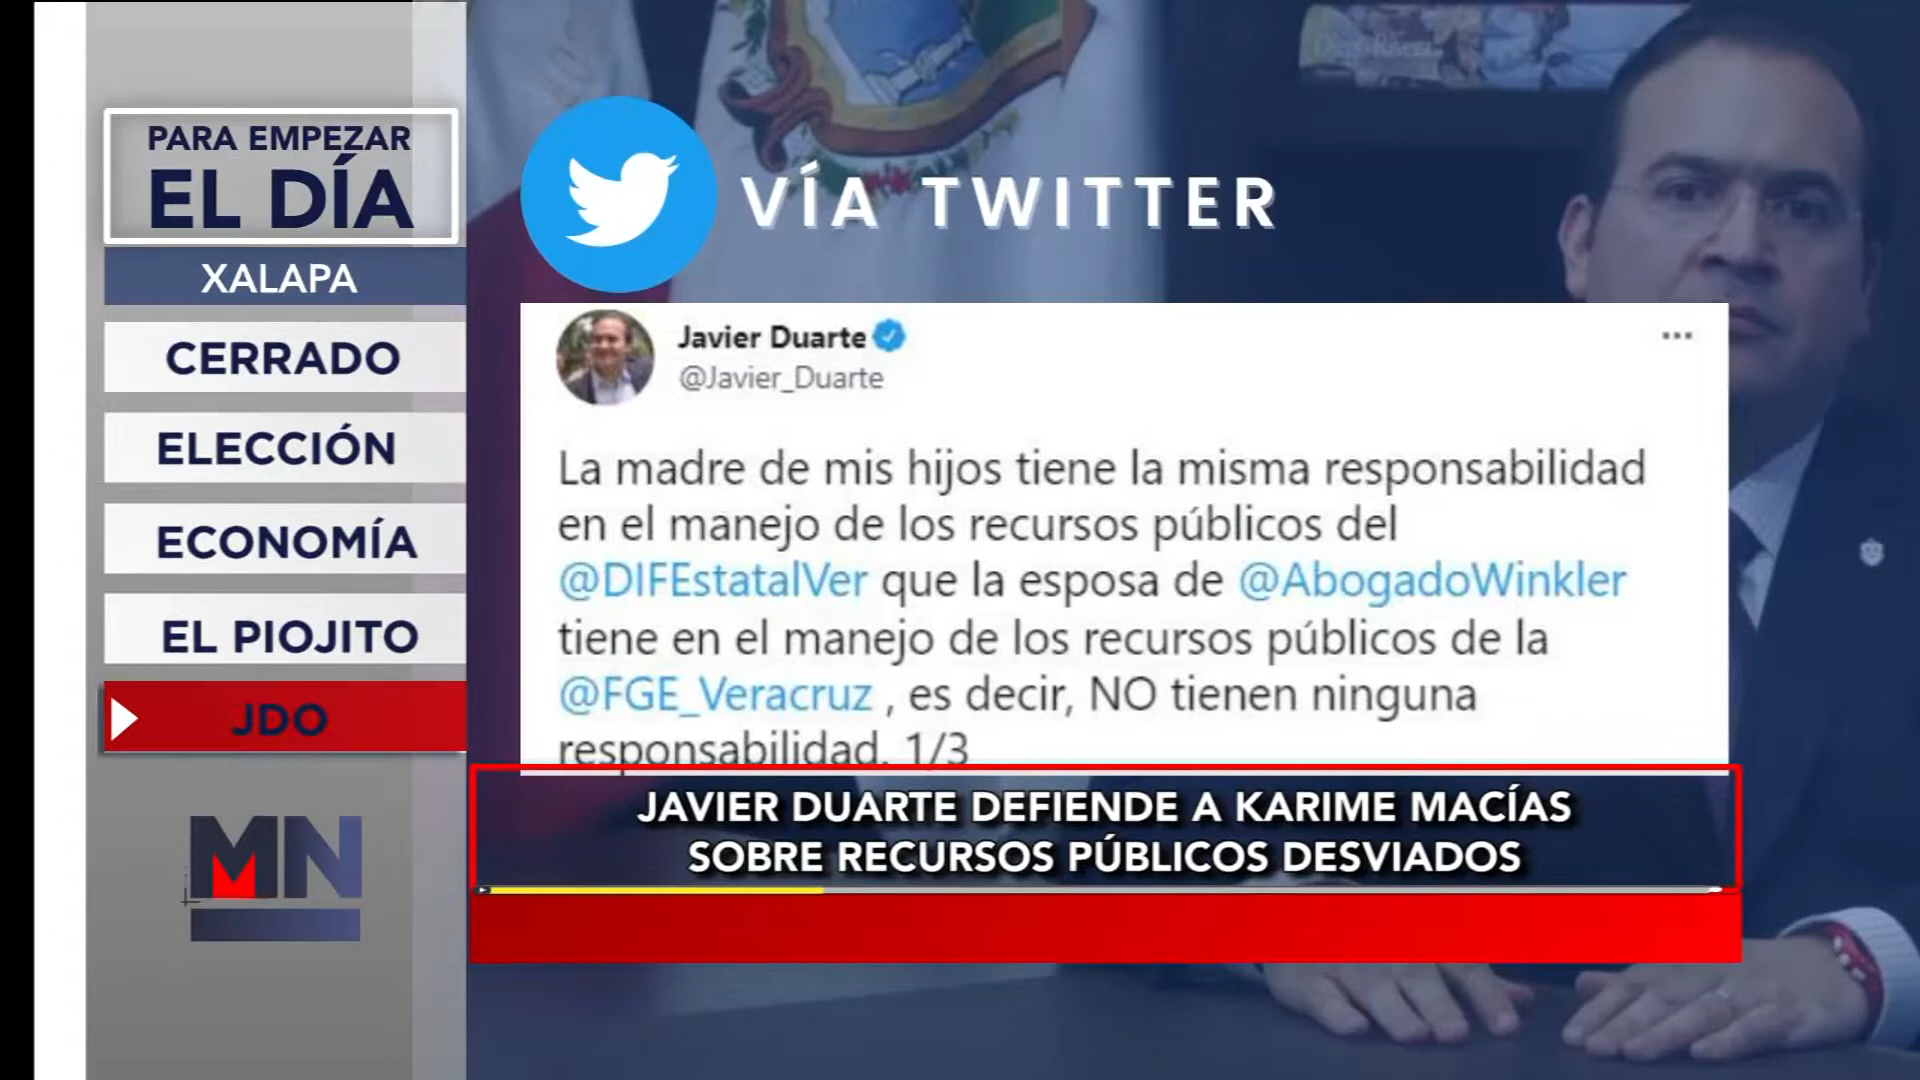 PARA EMPEZAR
EL DÍA
XALAPA
CERRADO
ELECCIÓN
ECONOMÍA
EL PIOJITO
JDO
MN
VÍA TWITTER
Javier Duarte
@Javier_Duarte
La madre de mis hijos tiene la misma responsabilidad
en el manejo de los recursos públicos del
@DIFEstatalVer que la esposa de @AbogadoWinkler
tiene en el manejo de los recursos públicos de la
@FGE_Veracruz , es decir, NO tienen ninguna
responsabilidad. 1/3
JAVIER DUARTE DEFIENDE A KARIME MACÍAS
SOBRE RECURSOS PÚBLICOS DESVIADOS